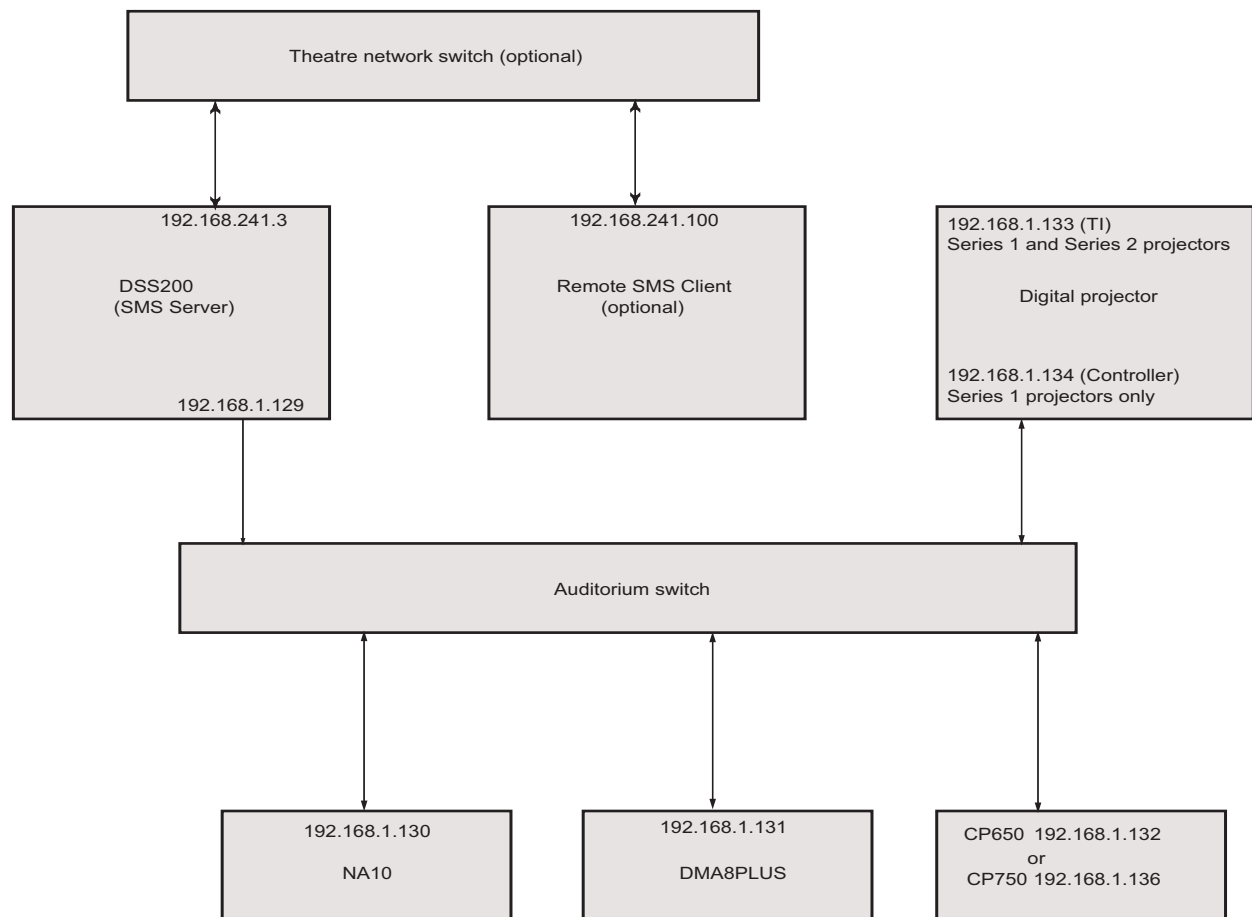 Theatre network switch (optional)
192.168.241.3
DSS200
(SMS Server)
192.168.1.129
192.168.241.100
Remote SMS Client
(optional)
192.168.1.133 (TI)
Series 1 and Series 2 projectors
Digital projector
192.168.1.134 (Controller)
Series 1 projectors only
Auditorium switch
192.168.1.130
NA10
192.168.1.131
DMA8PLUS
CP650 192.168.1.132
or
CP750 192.168.1.136